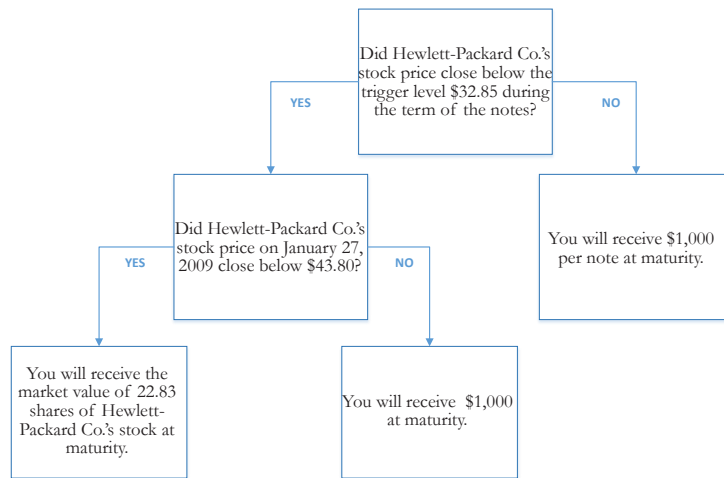 Did Hewlett-Packard Co.'s
stock price close below the
trigger level $32.85 during
the term of the notes?
YES
NO
Did Hewlett-Packard Co.'s
stock price on January 27,
2009 close below $43.80?
You will receive $1,000
per note at maturity.
YES
NO
You will receive the
market value of 22.83
shares of Hewlett-
Packard Co.'s stock at
maturity.
You will receive $1,000
at maturity.